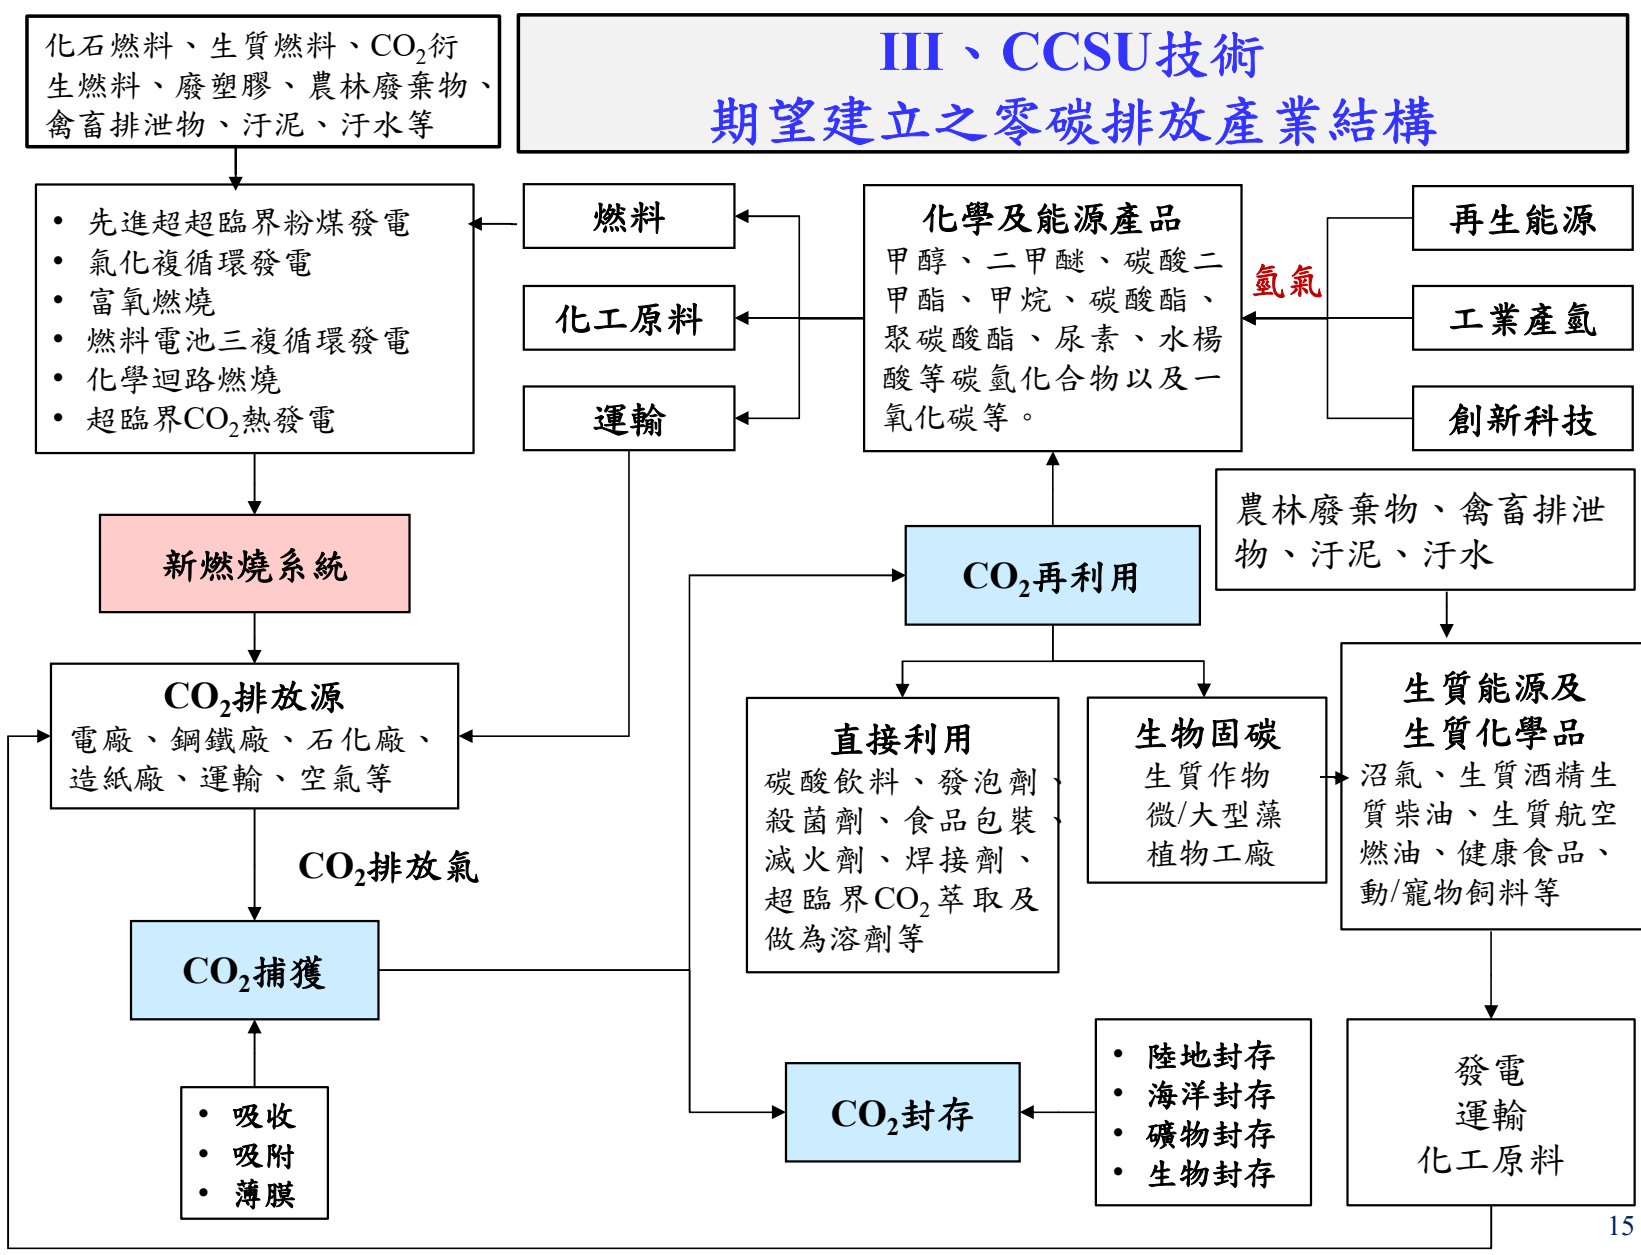 化石燃料、生質燃料、CO₂衍
生燃料、廢塑膠、農林廢棄物、
禽畜排泄物、汙泥、汙水等
III、CCSU技術
期望建立之零碳排放產業結構
• 先進超超臨界粉煤發電
• 氣化複循環發電
• 富氧燃燒
• 燃料電池三複循環發電
• 化學迴路燃燒
• 超臨界CO₂熱發電
燃料
化工原料
運輸
化學及能源產品
甲醇、二甲醚、碳酸二
甲酯、甲烷、碳酸酯、
聚碳酸酯、尿素、水楊
酸等碳氫化合物以及一
氧化碳等。
氫氣
再生能源
工業產氫
創新科技
新燃燒系統
CO₂再利用
農林廢棄物、禽畜排泄
物、汙泥、汙水
CO₂排放源
電廠、鋼鐵廠、石化廠、
造紙廠、運輸、空氣等
直接利用
碳酸飲料、發泡劑、
殺菌劑、食品包裝、
滅火劑、焊接劑、
超臨界CO₂萃取及
做為溶劑等
生物固碳
生質作物
微/大型藻
植物工廠
生質能源及
生質化學品
沼氣、生質酒精生
質柴油、生質航空
燃油、健康食品、
動/寵物飼料等
CO₂排放氣
CO₂捕獲
• 吸收
• 吸附
• 薄膜
CO₂封存
• 陸地封存
• 海洋封存
• 礦物封存
• 生物封存
發電
運輸
化工原料
15